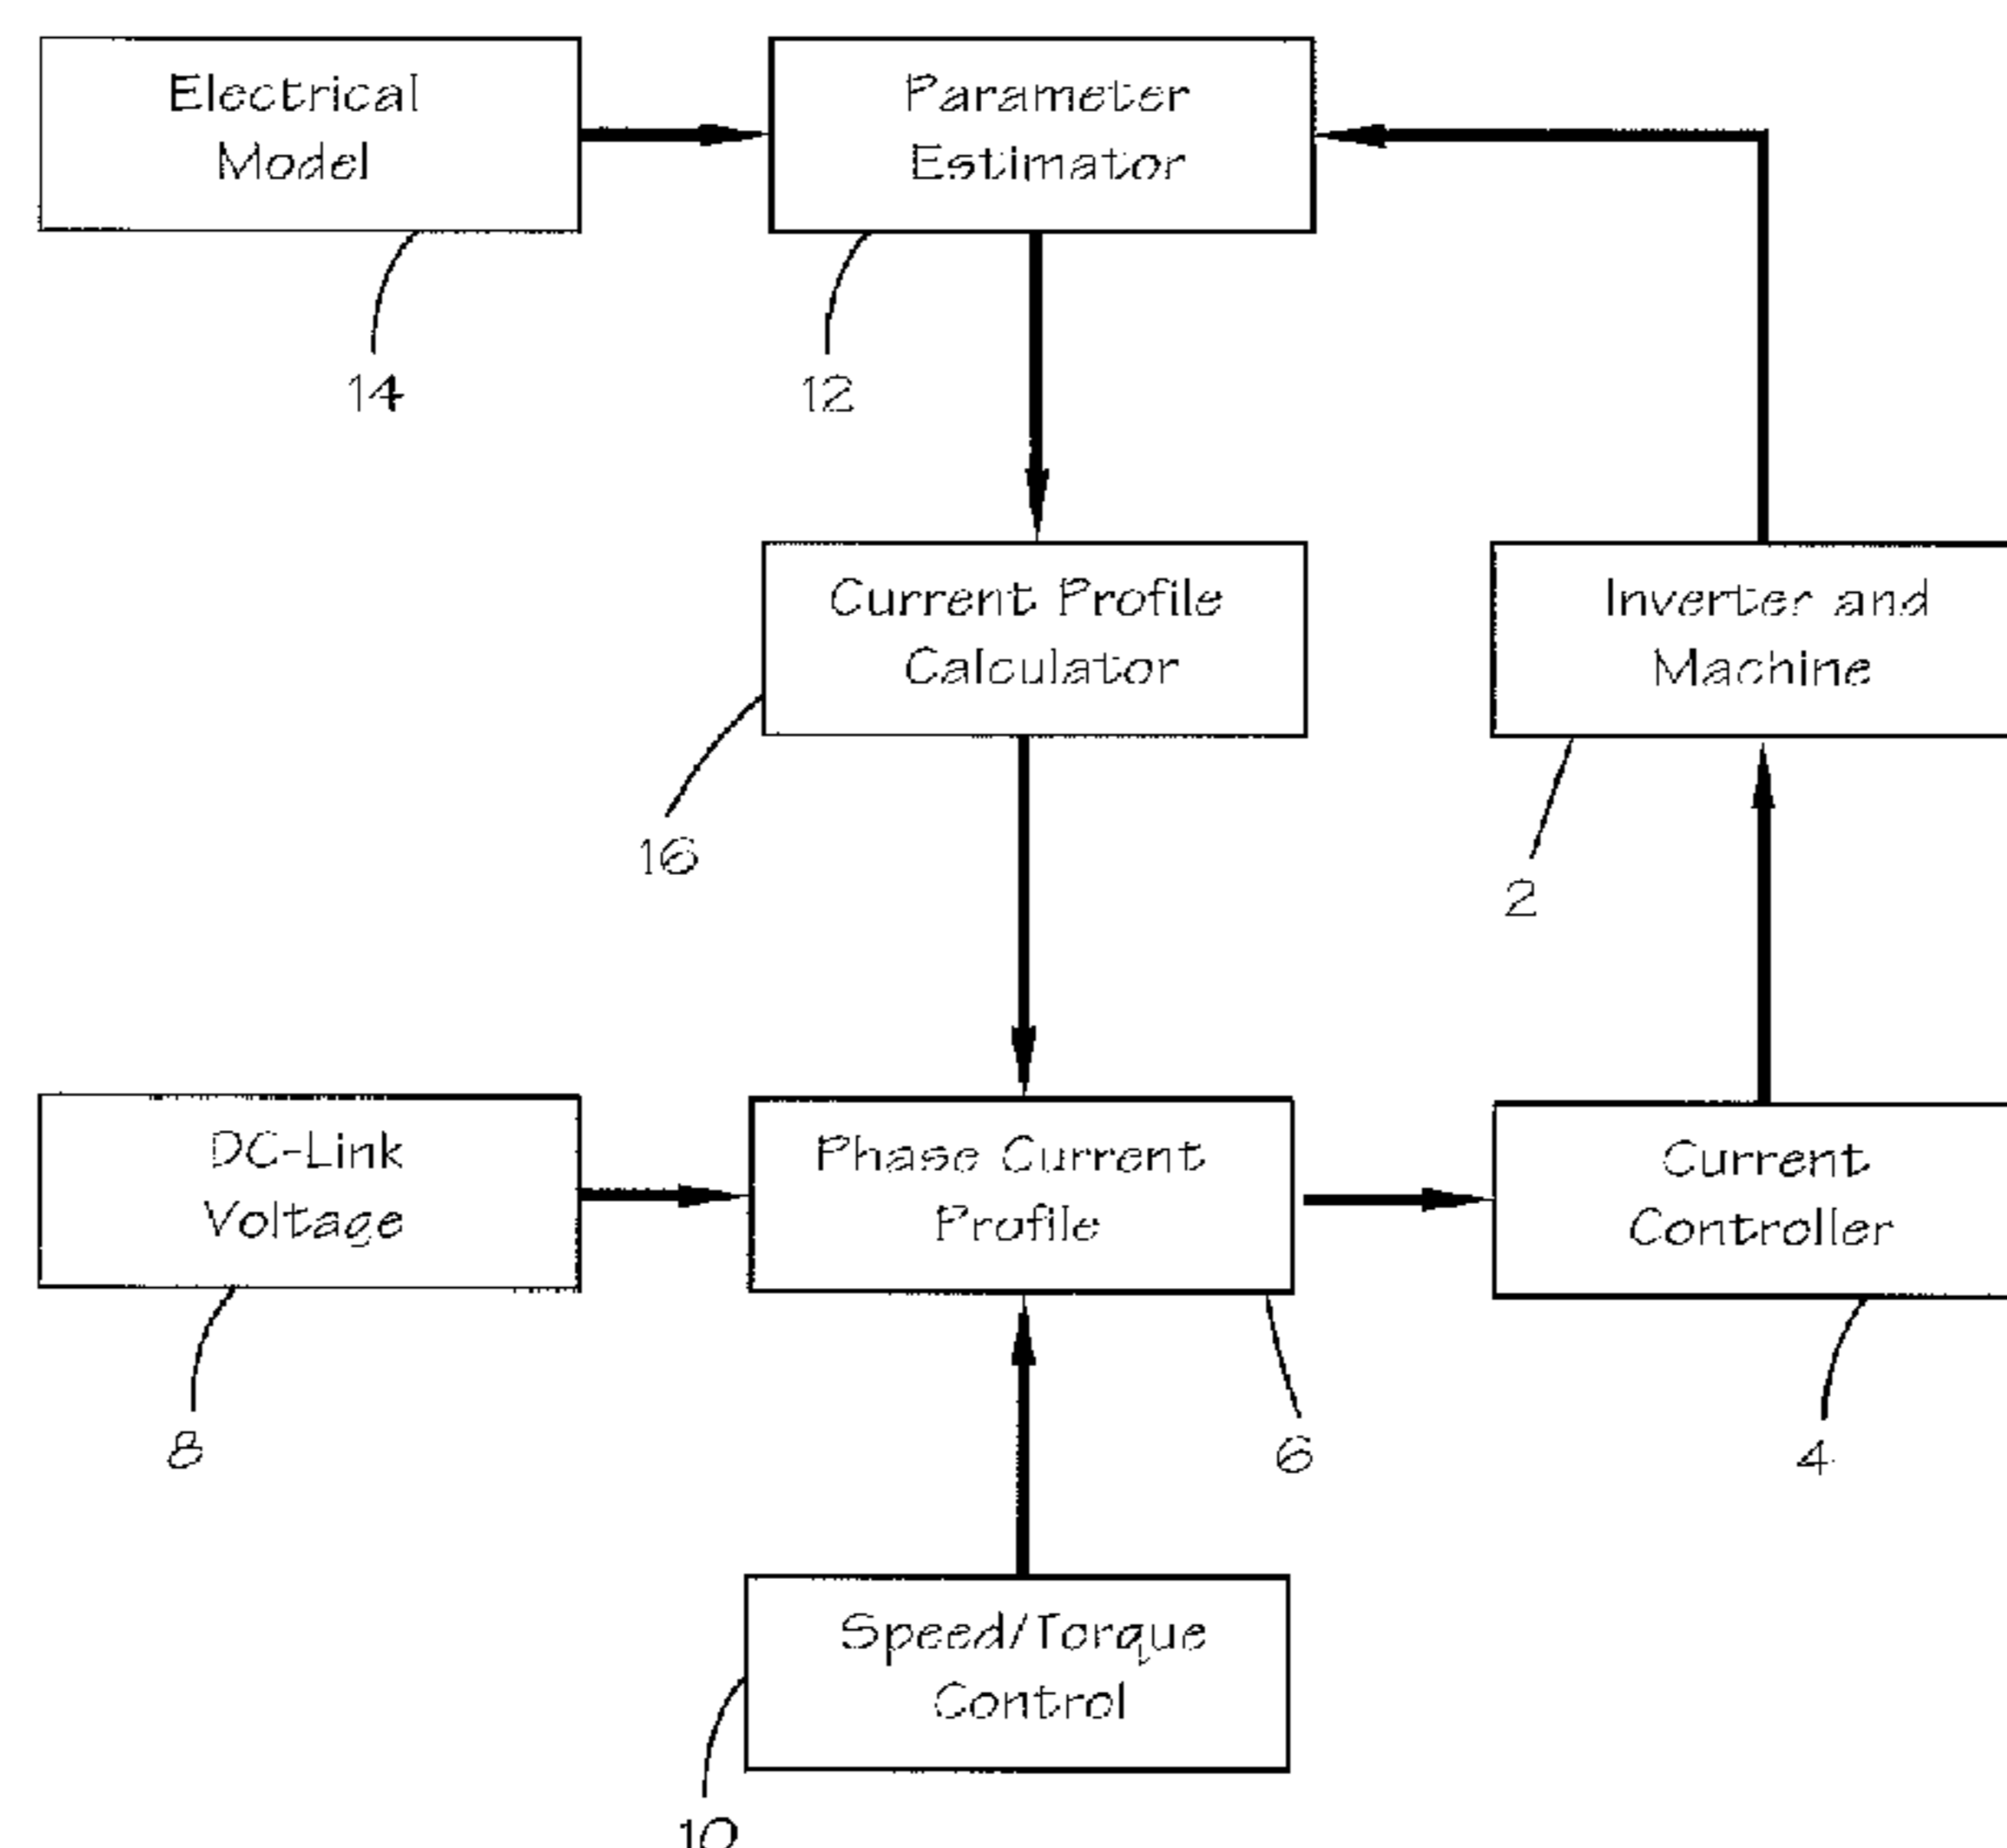 Electrical
Model
Parameter
Estimator
14
12
Current Profile
Calculator
Inverter and
Machine
16
2
DC-Link
Voltage
Phase Current
Profile
Current
Controller
8
6
4
Speed/Torque
Control
10